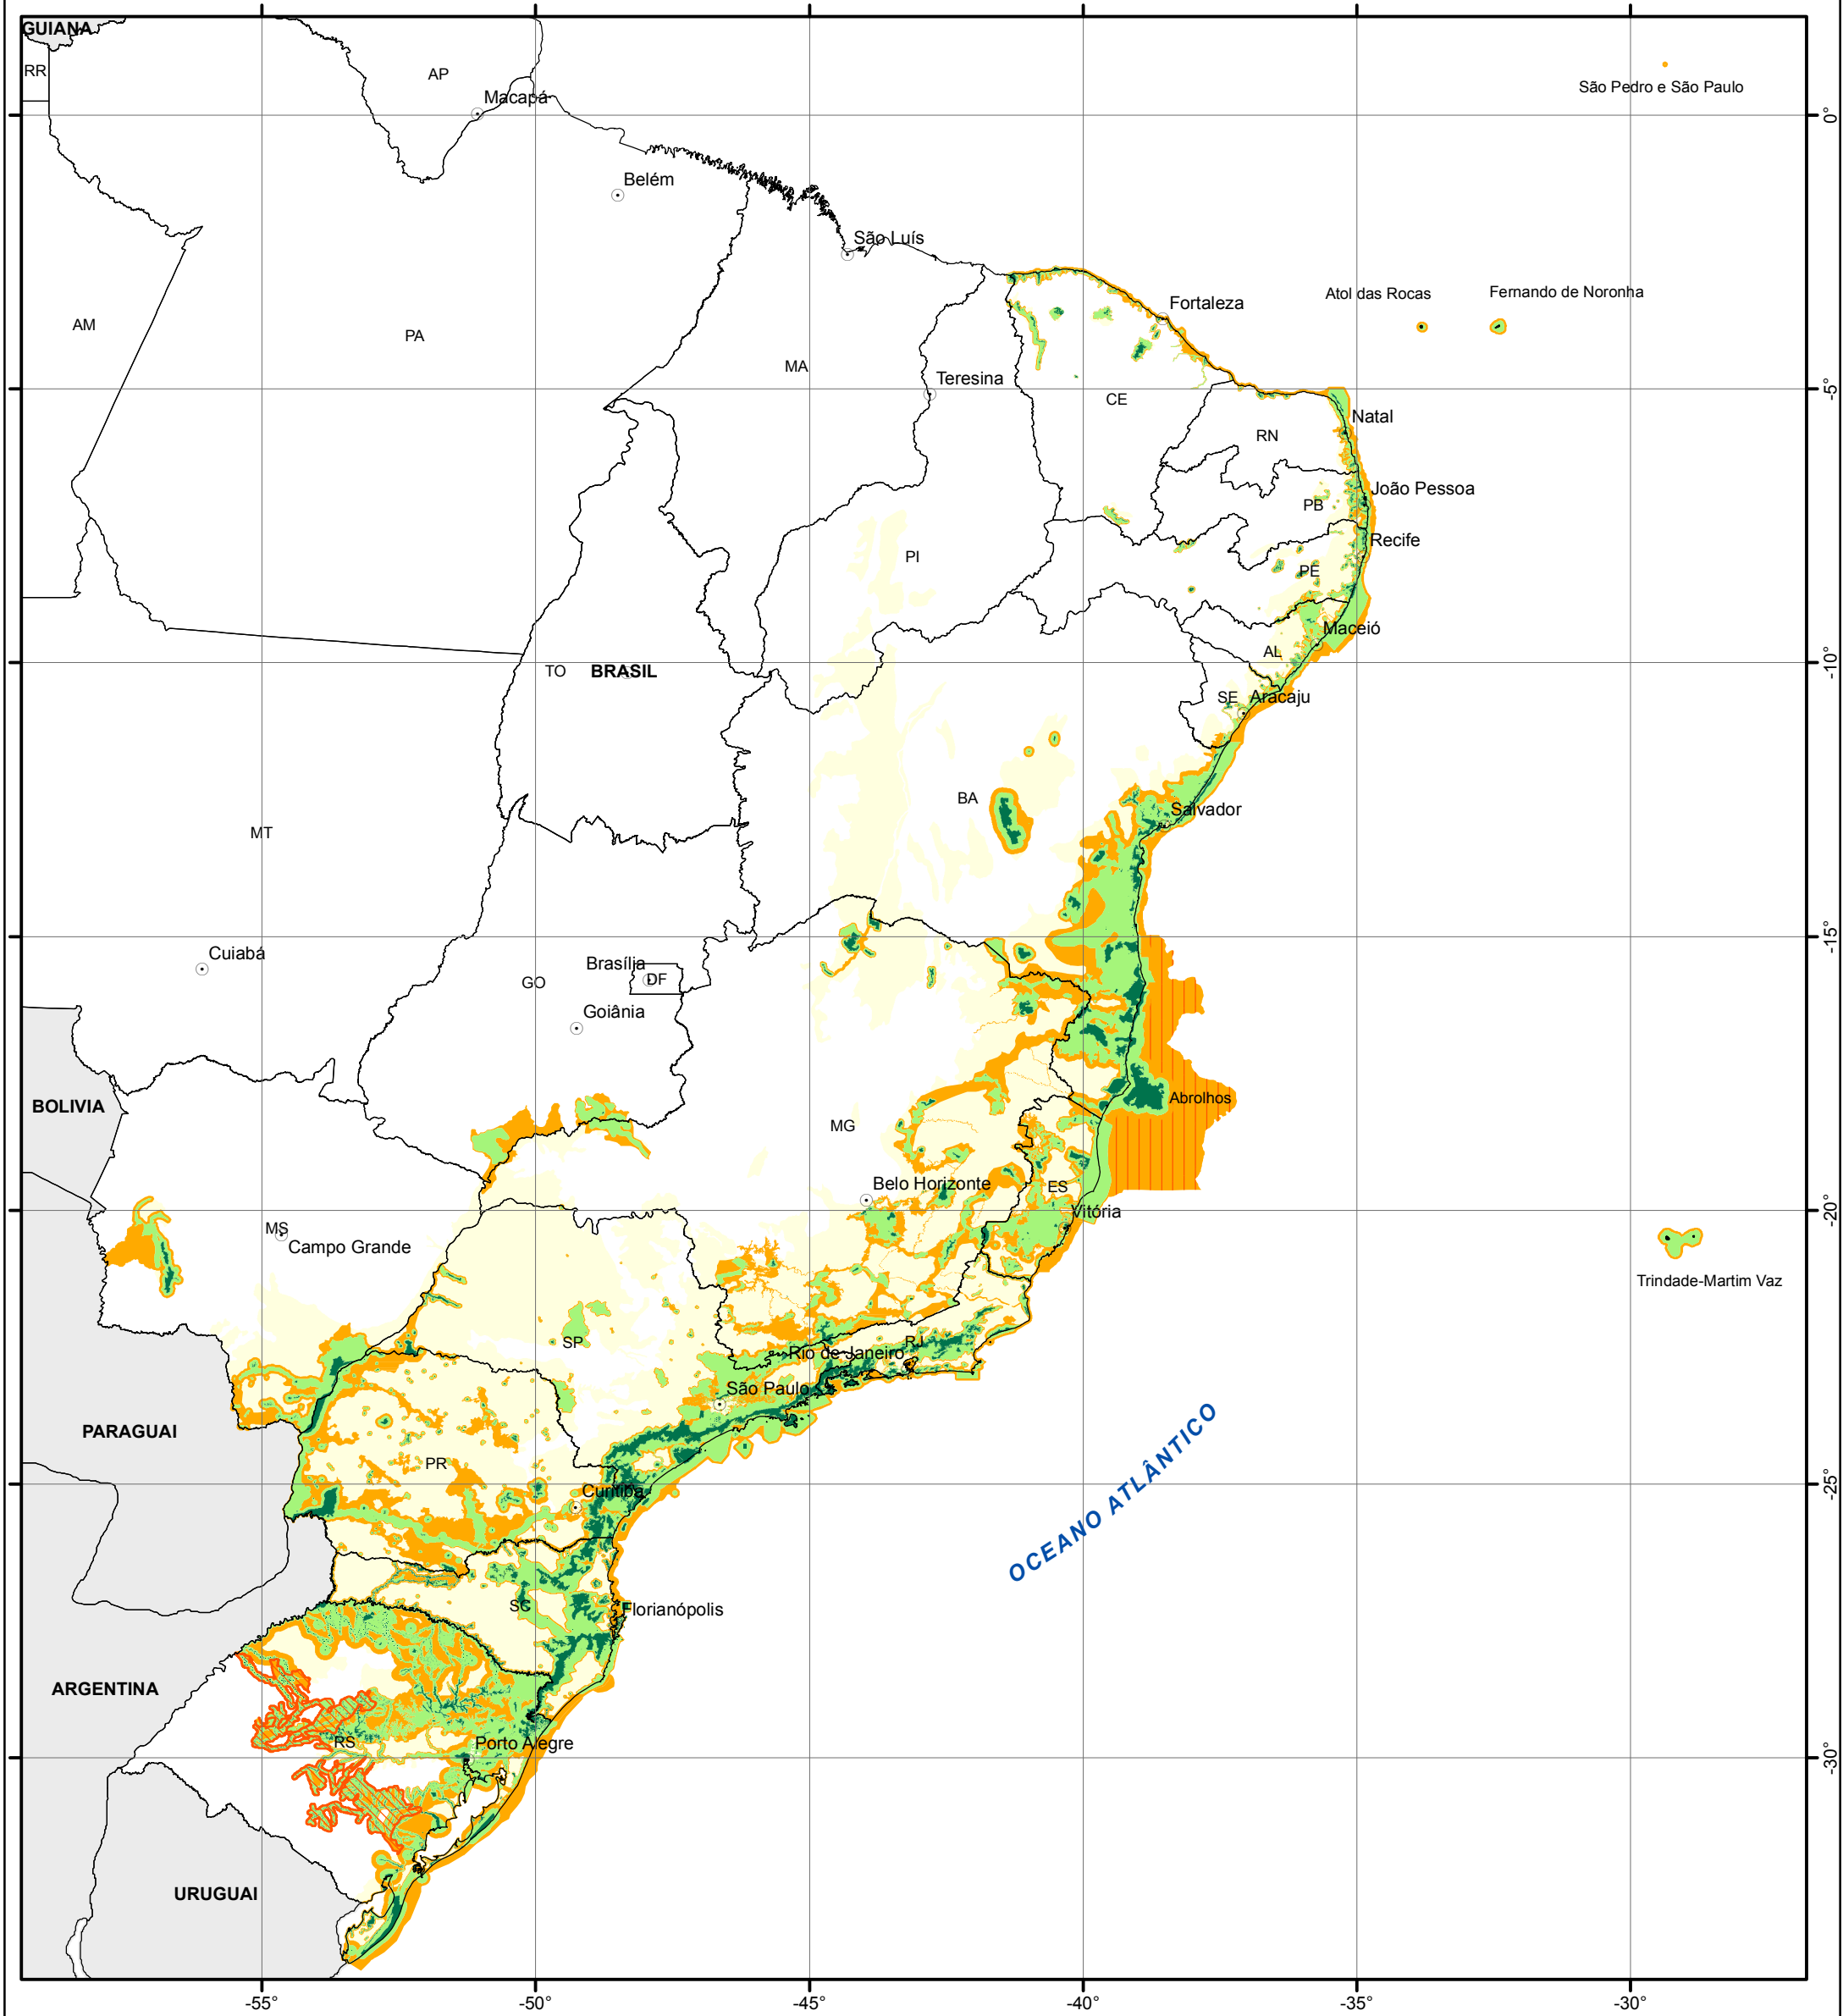 GUIANA
RR
AP
Macapá
São Pedro e São Paulo
0°
Belém
São Luís
Atol das Rocas
Fernando de Noronha
Fortaleza
AM
PA
MA
Teresina
CE
-5°
Natal
RN
João Pessoa
PB
Recife
PI
PE
Maceió
AL
TO
BRASIL
-10°
SE
Aracaju
BA
Salvador
MT
-15°
Cuiabá
Brasília
DF
GO
Goiânia
BOLIVIA
Abrolhos
MG
Belo Horizonte
ES
Vitória
-20°
MS
Campo Grande
Trindade-Martim Vaz
SP
RJ
Rio de Janeiro
São Paulo
PARAGUAI
OCEANO ATLÂNTICO
PR
-25°
Curitiba
SC
Florianópolis
ARGENTINA
RS
Porto Alegre
-30°
URUGUAI
-55°
-50°
-45°
-40°
-35°
-30°